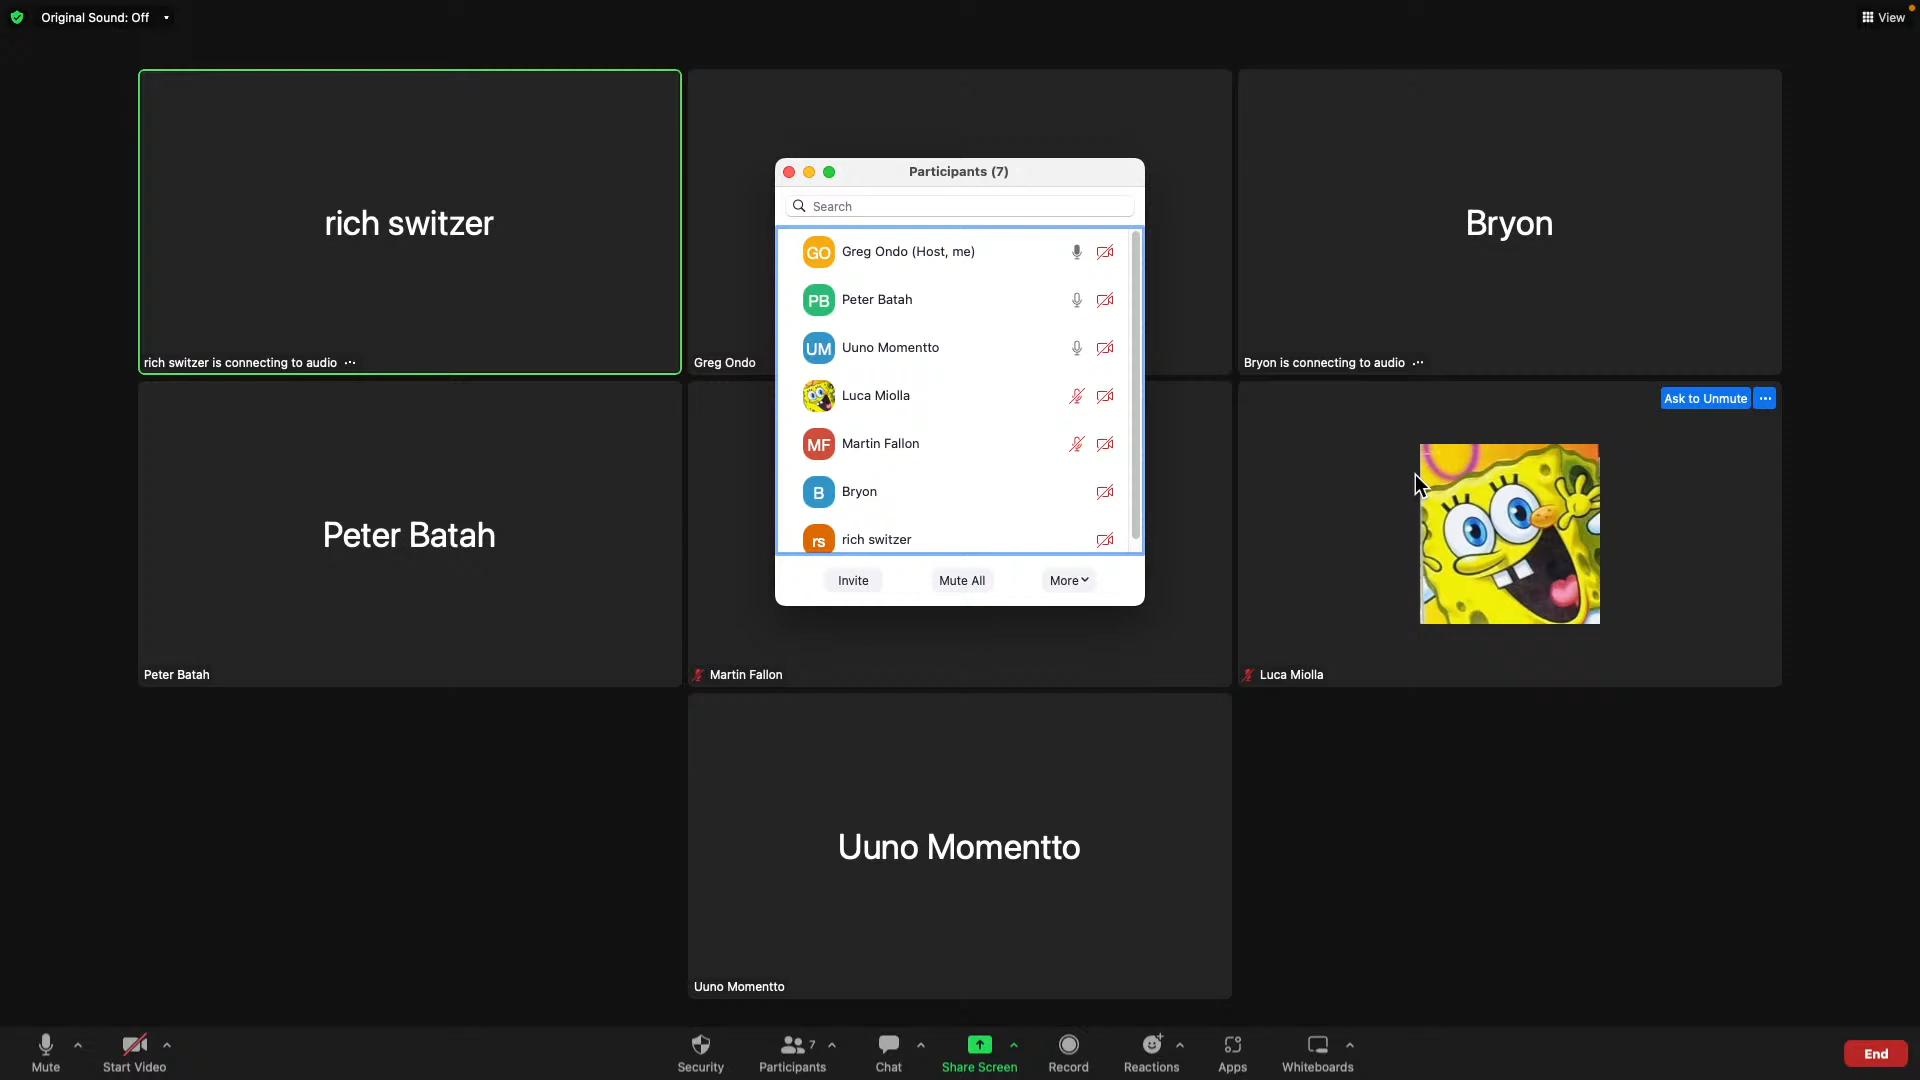 Original Sound: Off
View
rich switzer
rich switzer is connecting to audio ...
Greg Ondo
Bryon
Bryon is connecting to audio ...
Participants (7)
Search
GO Greg Ondo (Host, me)
PB Peter Batah
UM Uuno Momentto
Luca Miolla
MF Martin Fallon
B Bryon
rs rich switzer
Invite
Mute All
More
Peter Batah
Peter Batah
Martin Fallon
Ask to Unmute ...
Luca Miolla
Uuno Momentto
Uuno Momentto
Mute
Start Video
Security
7
Participants
Chat
Share Screen
Record
Reactions
Apps
Whiteboards
End